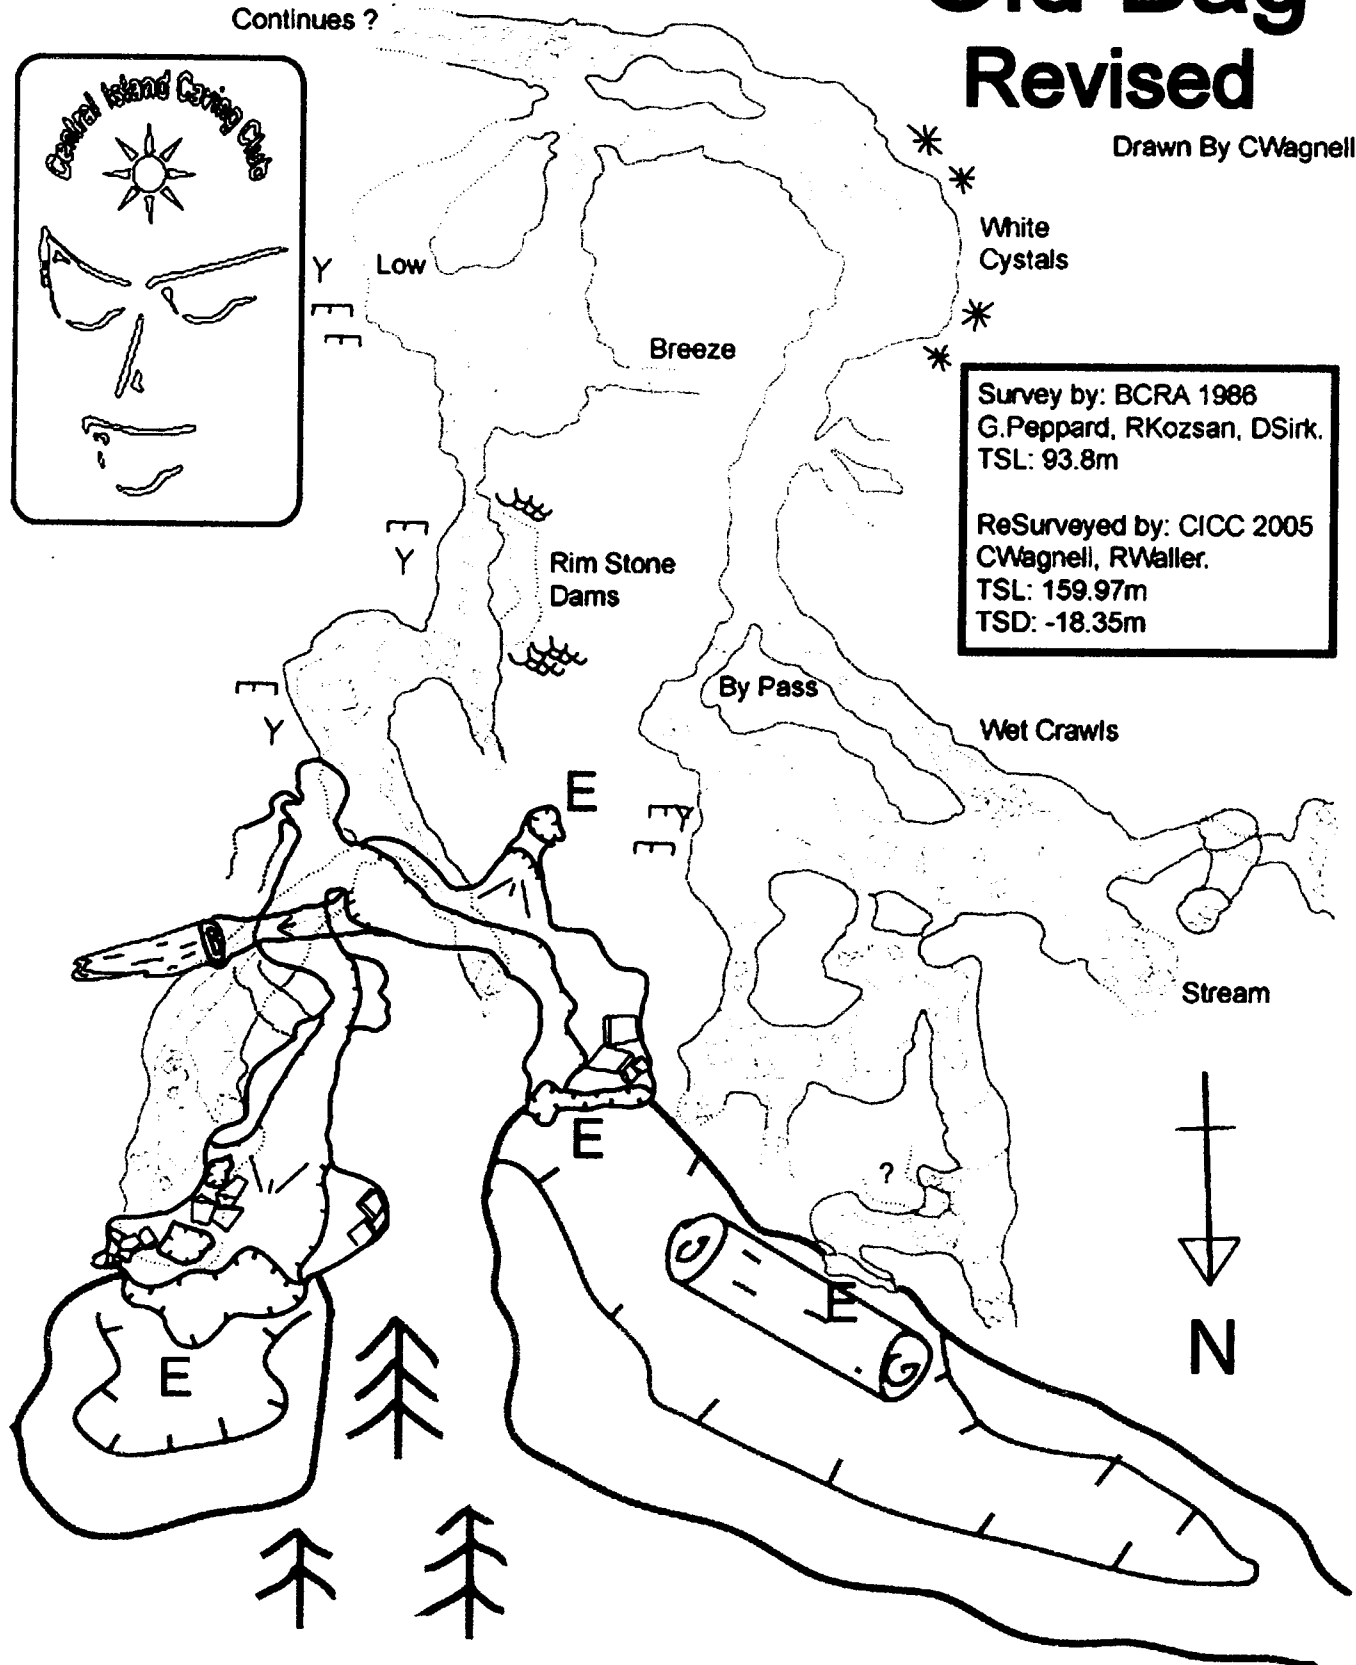 Continues ?
Old Bag
Revised
Drawn By CWagnell
Central Island Caving Club
White
Cystals
Y
Low
Breeze
Survey by: BCRA 1986
G.Peppard, RKozsan, DSirk.
TSL: 93.8m
ReSurveyed by: CICC 2005
CWagnell, RWaller.
TSL: 159.97m
TSD: -18.35m
Y
Rim Stone
Dams
By Pass
Y
Wet Crawls
E
Y
Stream
E
?
E
N
E